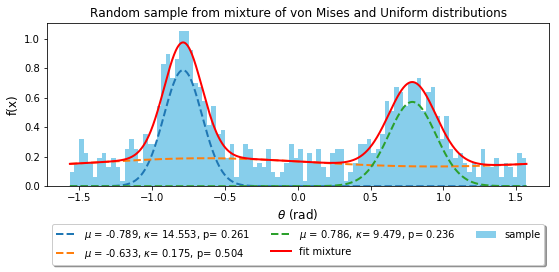 Random sample from mixture of von Mises and Uniform distributions
f(x)
1.0
0.8
0.6
0.4
0.2
0.0
−1.5 −1.0 −0.5 0.0 0.5 1.0 1.5
θ (rad)
μ = -0.789, κ= 14.553, p= 0.261
μ = -0.633, κ= 0.175, p= 0.504
μ = 0.786, κ= 9.479, p= 0.236
fit mixture
sample